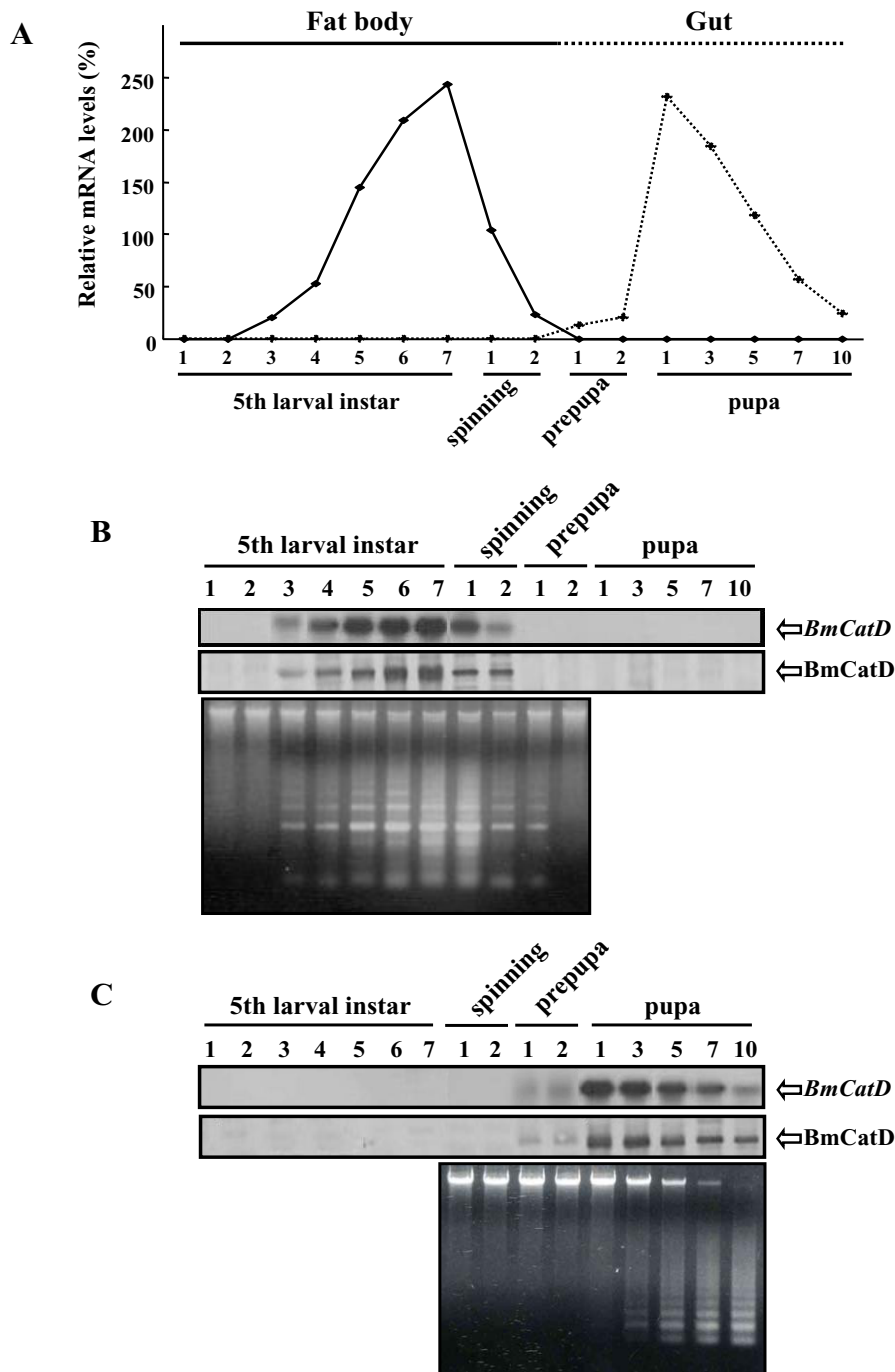 A
Fat body
Gut
Relative mRNA levels (%)
250
200
150
100
50
0
1 2 3 4 5 6 7 1 2 1 2 1 3 5 7 10
5th larval instar
spinning
prepupa
pupa
B
5th larval instar
spinning
prepupa
pupa
1 2 3 4 5 6 7 1 2 1 2 1 3 5 7 10
BmCatD
BmCatD
C
5th larval instar
spinning
prepupa
pupa
1 2 3 4 5 6 7 1 2 1 2 1 3 5 7 10
BmCatD
BmCatD